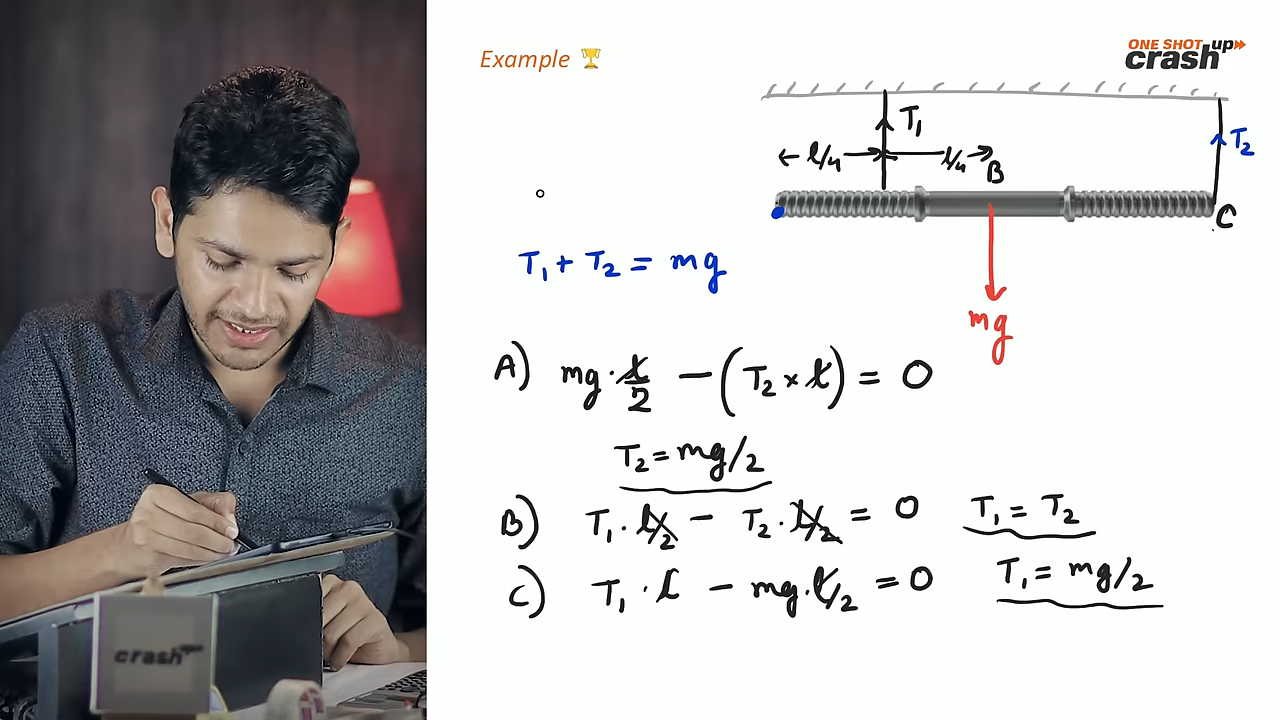 Example 🏆
ONE SHOT up
crash
T₁
T₂
l/4
l/4
B
C
T₁ + T₂ = mg
mg
A) mg · l/2 − (T₂ × l) = 0
T₂ = mg/2
B) T₁ · l/2 − T₂ · l/2 = 0 T₁ = T₂
C) T₁ · l − mg · l/2 = 0 T₁ = mg/2
crash